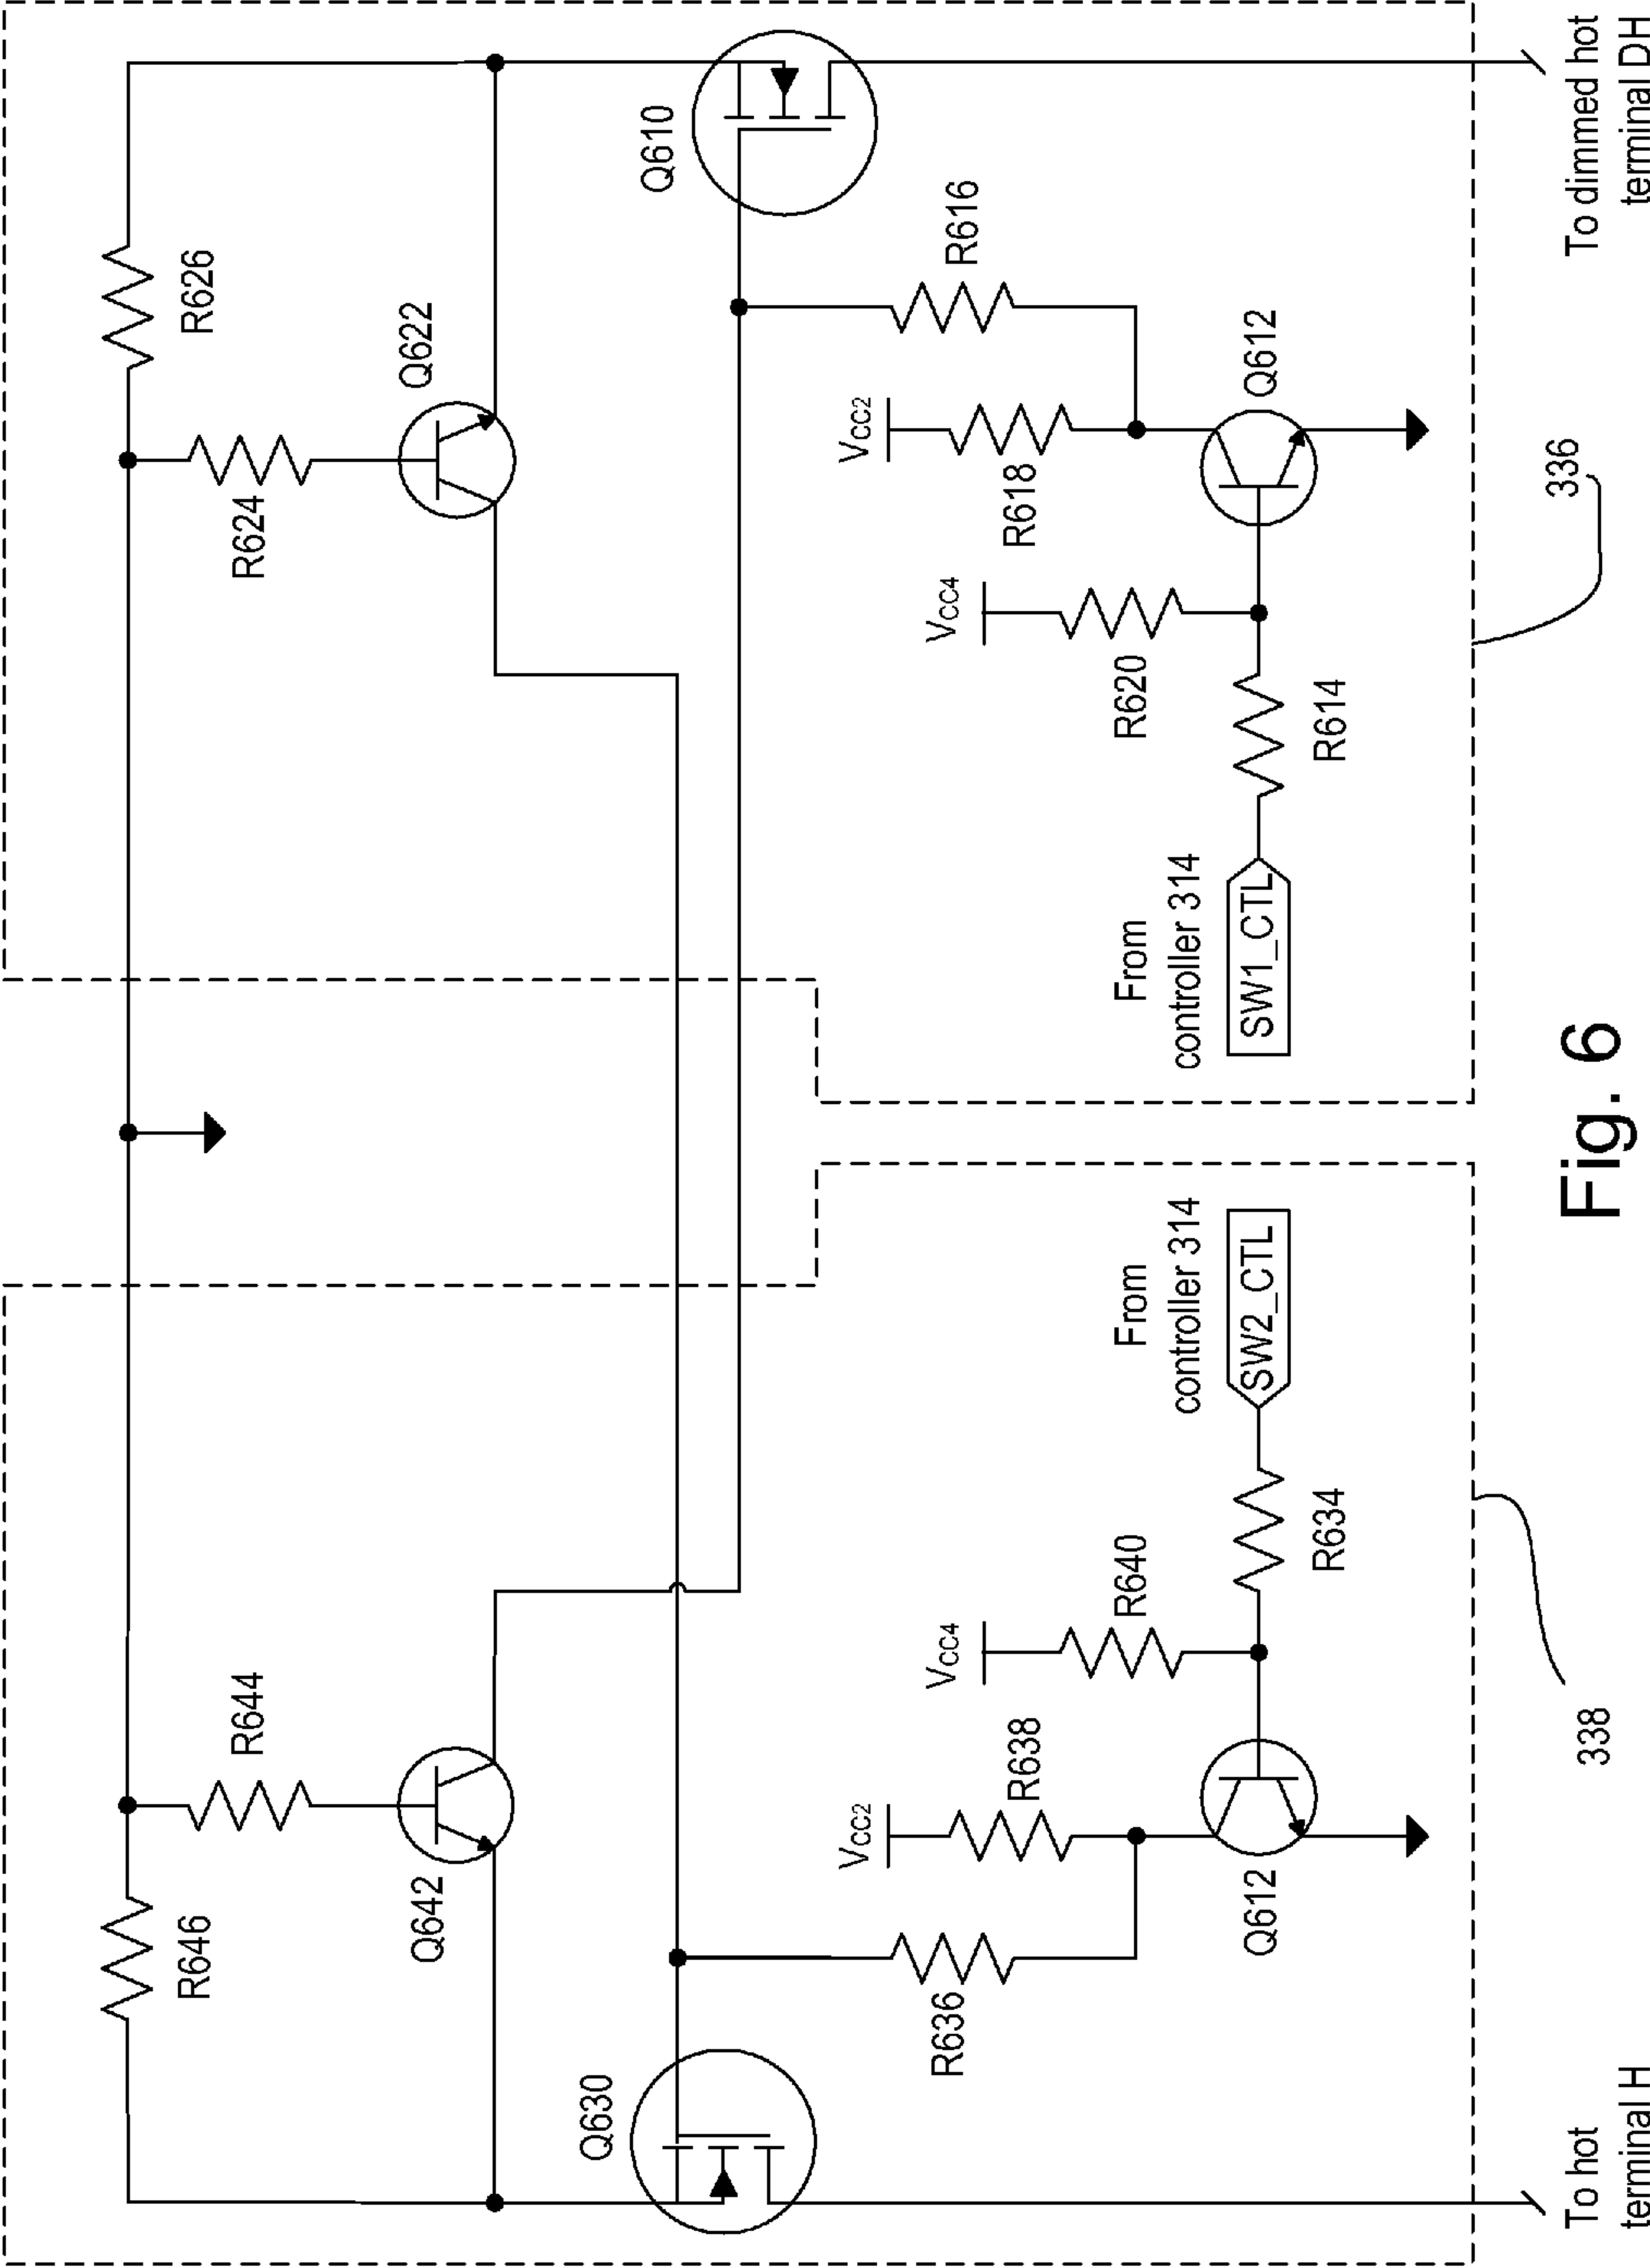 R646
R644
R624
R626
Q642
Q622
Q630
Q610
R636
VCC2
R638
VCC4
R640
From
controller 314
SW2_CTL
R634
Q612
From
controller 314
SW1_CTL
R614
VCC4
R620
VCC2
R618
R616
Q612
338
336
To hot
terminal H
To dimmed hot
terminal DH
Fig. 6